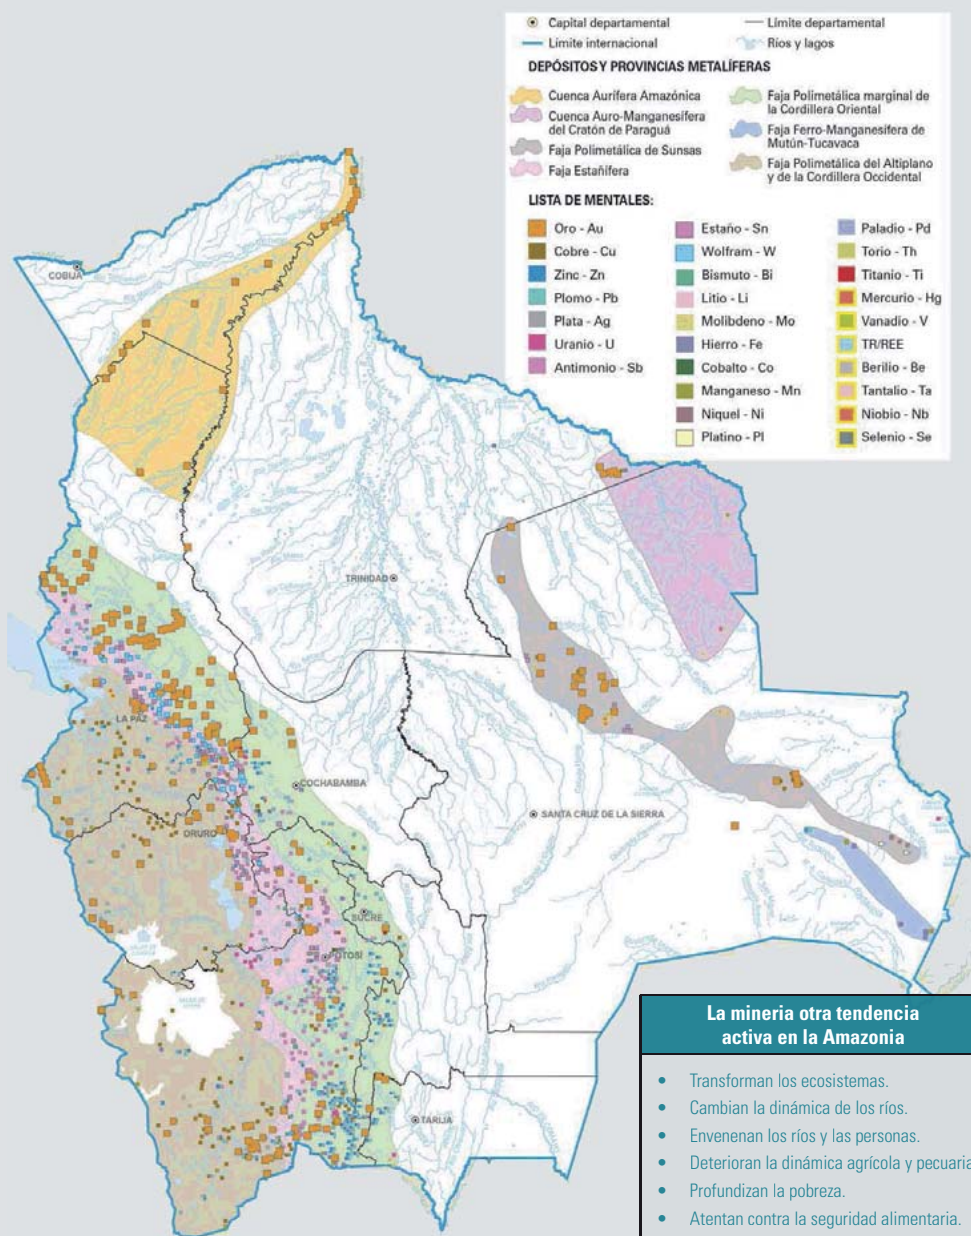 Capital departamental
Límite departamental
Límite internacional
Ríos y lagos
DEPÓSITOS Y PROVINCIAS METALÍFERAS
Cuenca Aurífera Amazónica
Cuenca Auro-Manganesífera
del Cratón de Paraguá
Faja Polimetálica de Sunsas
Faja Estañífera
Faja Polimetálica marginal de
la Cordillera Oriental
Faja Ferro-Manganesífera de
Mutún-Tucavaca
Faja Polimetálica del Altiplano
y de la Cordillera Occidental
LISTA DE MENTALES:
Oro - Au
Cobre - Cu
Zinc - Zn
Plomo - Pb
Plata - Ag
Uranio - U
Antimonio - Sb
Estaño - Sn
Wolfram - W
Bismuto - Bi
Litio - Li
Molibdeno - Mo
Hierro - Fe
Cobalto - Co
Manganeso - Mn
Niquel - Ni
Platino - Pl
Paladio - Pd
Torio - Th
Titanio - Ti
Mercurio - Hg
Vanadio - V
TR/REE
Berilio - Be
Tantalio - Ta
Niobio - Nb
Selenio - Se
COBIJA
TRINIDAD
LA PAZ
COCHABAMBA
ORURO
SANTA CRUZ DE LA SIERRA
SUCRE
POTOSÍ
TARIJA
La mineria otra tendencia
activa en la Amazonia
• Transforman los ecosistemas.
• Cambian la dinámica de los ríos.
• Envenenan los ríos y las personas.
• Deterioran la dinámica agrícola y pecuaria
• Profundizan la pobreza.
• Atentan contra la seguridad alimentaria.